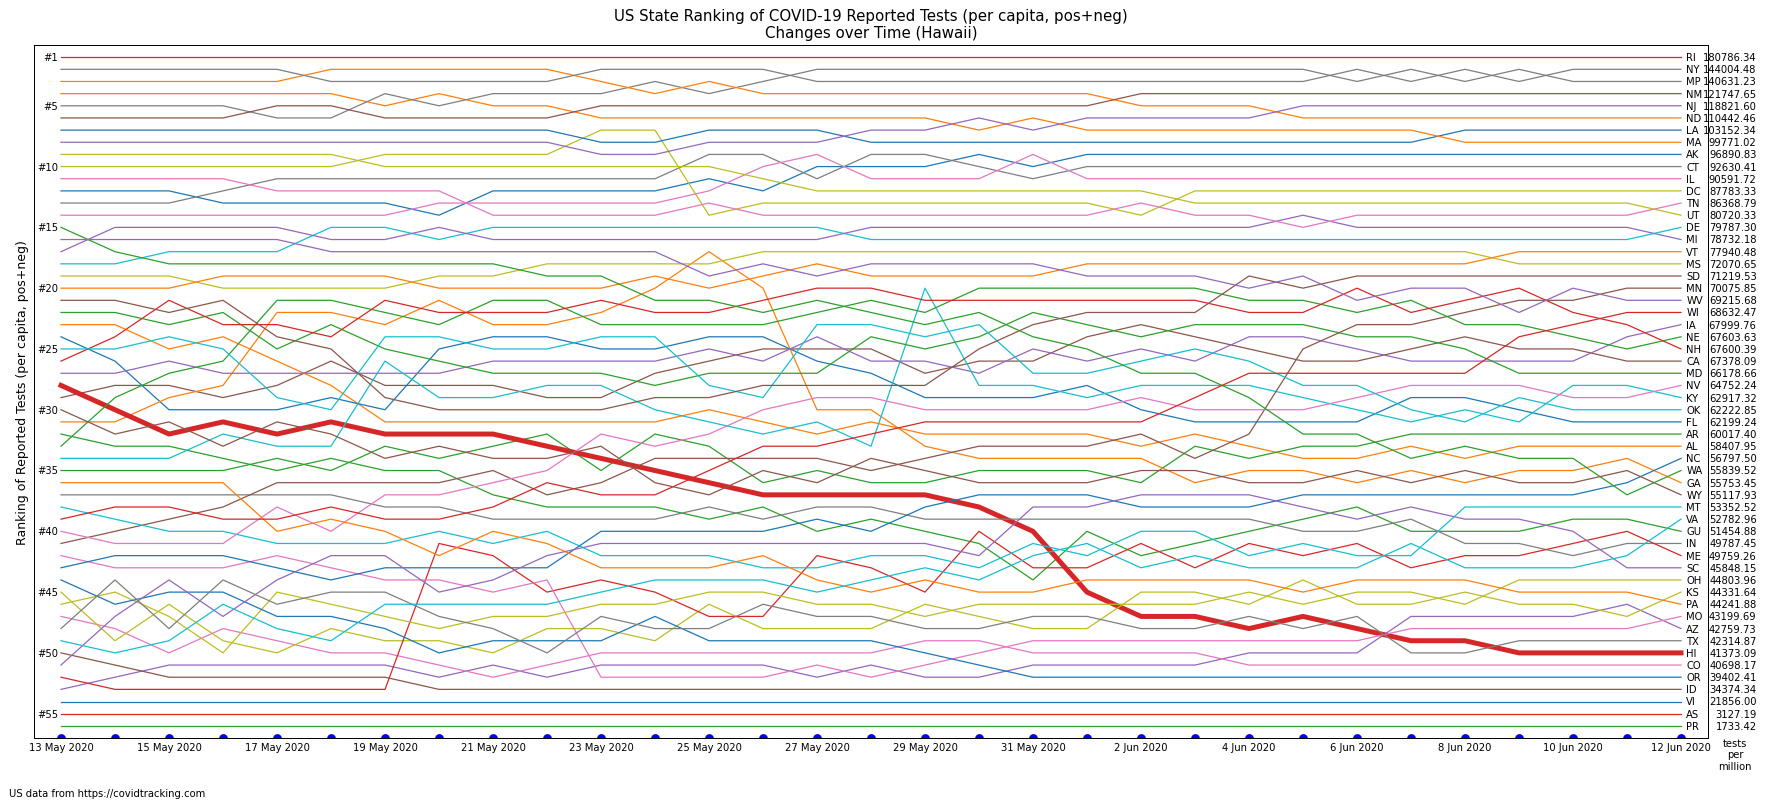 US State Ranking of COVID-19 Reported Tests (per capita, pos+neg)
Changes over Time (Hawaii)
Ranking of Reported Tests (per capita, pos+neg)
#1
#5
#10
#15
#20
#25
#30
#35
#40
#45
#50
#55
RI 180786.34
NY 144004.48
MP 140631.23
NM 121747.65
NJ 118821.60
ND 110442.46
LA 103152.34
MA 99771.02
AK 96890.83
CT 92630.41
IL 90591.72
DC 87783.33
TN 86368.79
UT 80720.33
DE 79787.30
MI 78732.18
VT 77940.48
MS 72070.65
SD 71219.53
MN 70075.85
WV 69215.68
WI 68632.47
IA 67999.76
NE 67603.63
NH 67600.39
CA 67378.09
MD 66178.66
NV 64752.24
KY 62917.32
OK 62222.85
FL 62199.24
AR 60017.40
AL 58407.95
NC 56797.50
WA 55839.52
GA 55753.45
WY 55117.93
MT 53352.52
VA 52782.96
GU 51454.88
IN 49787.45
ME 49759.26
SC 45848.15
OH 44803.96
KS 44331.64
PA 44241.88
MO 43199.69
AZ 42759.73
TX 42314.87
HI 41373.09
CO 40698.17
OR 39402.41
ID 34374.34
VI 21856.00
AS 3127.19
PR 1733.42
13 May 2020 15 May 2020 17 May 2020 19 May 2020 21 May 2020 23 May 2020 25 May 2020 27 May 2020 29 May 2020 31 May 2020 2 Jun 2020 4 Jun 2020 6 Jun 2020 8 Jun 2020 10 Jun 2020 12 Jun 2020
tests
per
million
US data from https://covidtracking.com